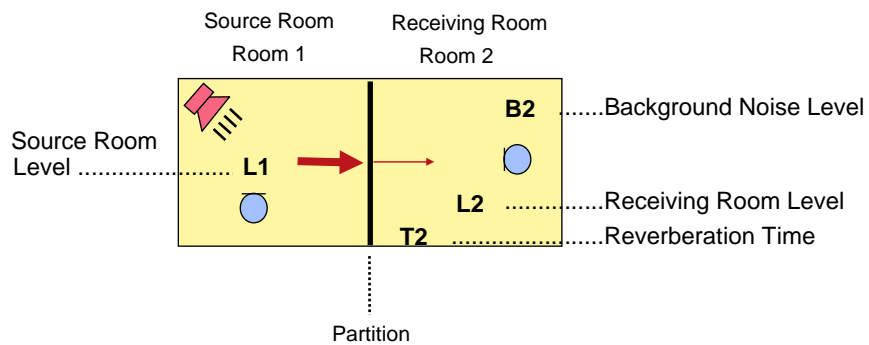 Source Room
Room 1
Receiving Room
Room 2
B2 .......Background Noise Level
Source Room
Level ......................... L1
L2 ................Receiving Room Level
T2 .........................Reverberation Time
Partition